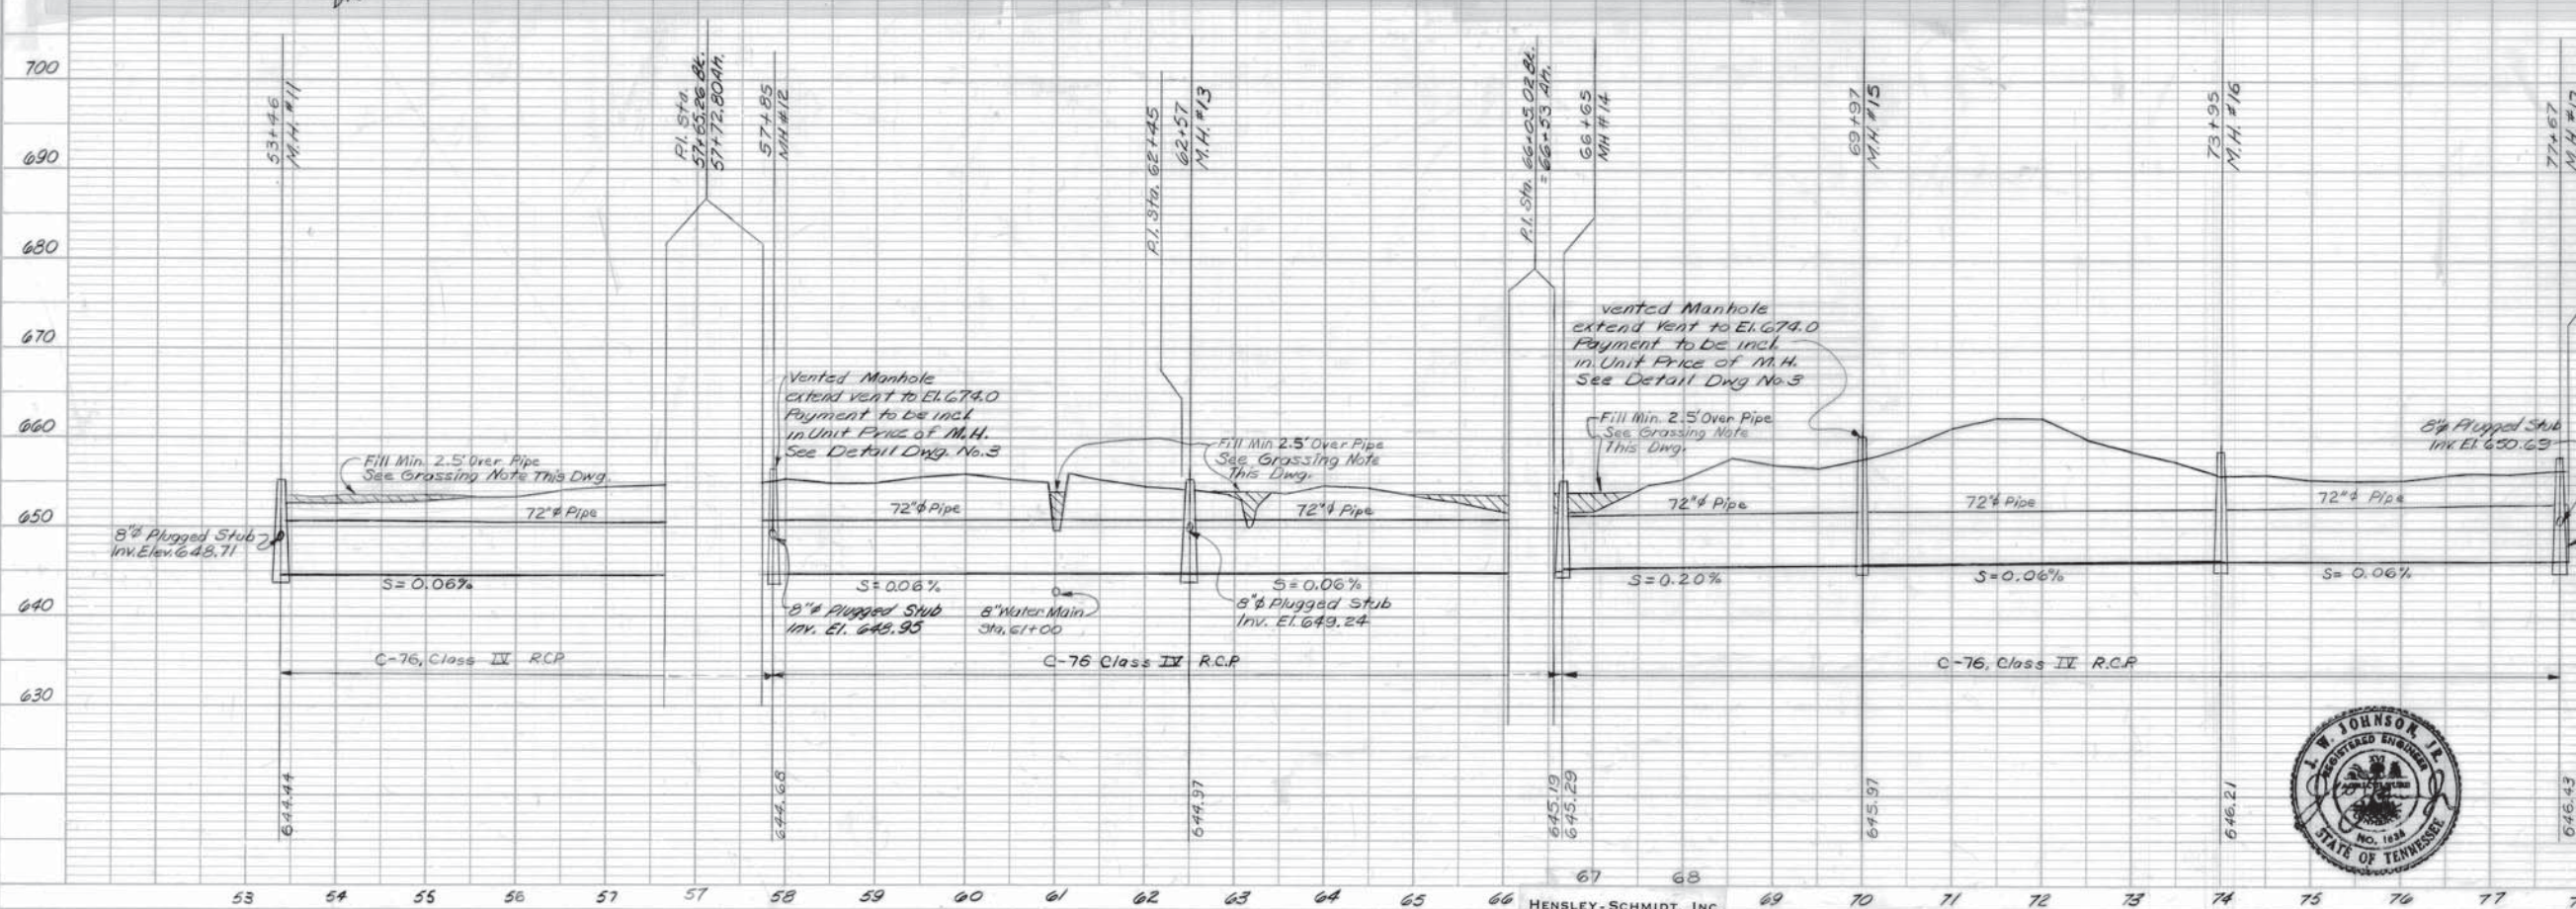 700
690
680
670
660
650
640
630
53+46
M.H. #11
P.I. Sta.
57+65.26 Bk.
57+72.80 Ah.
57+85
MH #12
P.I. Sta. 62+45
62+57
M.H. #13
P.I. Sta. 66+05.02 Bk.
= 66+53 Ah.
66+65
MH #14
69+97
M.H. #15
73+95
M.H. #16
77+67
8"ø Plugged Stub
Inv. Elev. 648.71
Fill Min. 2.5' Over Pipe
See Grassing Note This Dwg.
72"ø Pipe
S= 0.06%
C-76, Class IV R.C.P.
Vented Manhole
extend vent to El. 674.0
Payment to be incl.
in Unit Price of M.H.
See Detail Dwg. No. 3
72"ø Pipe
S=0.06%
8"ø Plugged Stub
Inv. El. 648.95
8" Water Main
Sta. 61+00
C-76 Class IV R.C.P.
Fill Min 2.5' Over Pipe
See Grassing Note
This Dwg.
72"ø Pipe
S=0.06%
8"ø Plugged Stub
Inv. El. 649.24
vented Manhole
extend Vent to El. 674.0
Payment to be incl.
in Unit Price of M.H.
See Detail Dwg No. 3
Fill Min. 2.5' Over Pipe
See Grassing Note
This Dwg.
72"ø Pipe
S=0.20%
72"ø Pipe
S=0.06%
8"ø Plugged Stub
Inv. El. 650.69
72"ø Pipe
S= 0.06%
C-76, Class IV R.C.P.
644.44
644.68
644.97
645.19
645.29
645.97
646.21
646.43
J. W. JOHNSON, JR.
REGISTERED ENGINEER
XVI
AGRICULTURE
COMMERCE
NO. 1634
STATE OF TENNESSEE
67 68
53 54 55 56 57 57 58 59 60 61 62 63 64 65 66 69 70 71 72 73 74 75 76 77
HENSLEY-SCHMIDT, INC.